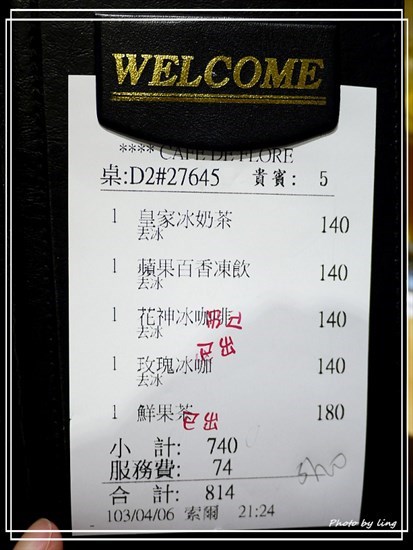 WELCOME
**** CAFE DE FLORE
桌:D2#27645 貴賓: 5
1 皇家冰奶茶 140
去冰
1 蘋果百香凍飲 140
去冰
1 花神冰咖啡 140
去冰
已出
1 玫瑰冰咖 140
去冰
1 鮮果茶 180
已出
小 計: 740
服務費: 74
合 計: 814
103/04/06 索爾 21:24
Photo by ling